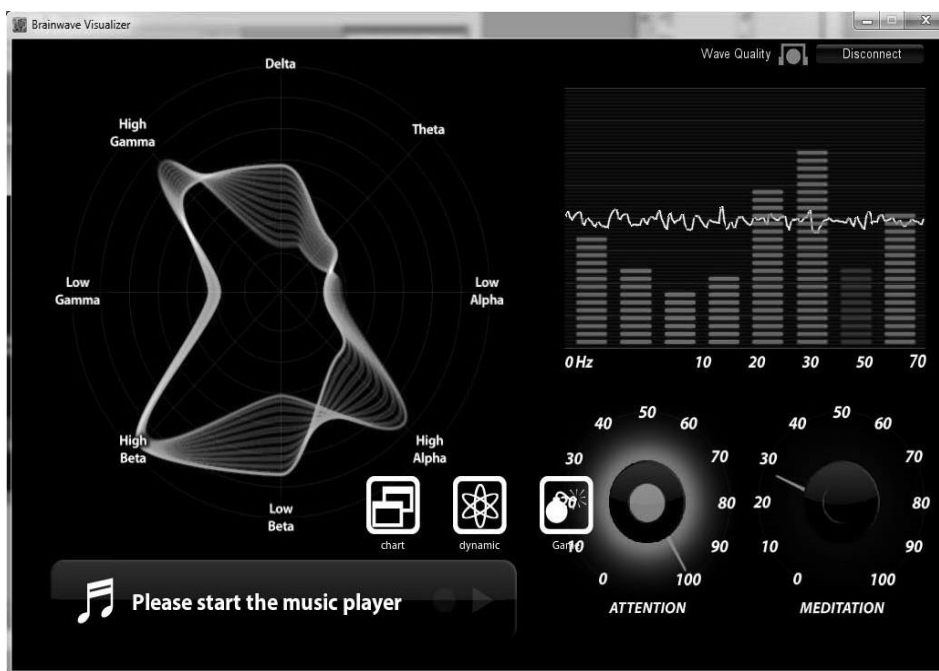 Brainwave Visualizer
Wave Quality
Disconnect
Delta
High
Gamma
Theta
Low
Gamma
Low
Alpha
High
Beta
High
Alpha
Low
Beta
0 Hz 10 20 30 50 70
chart
dynamic
Game
0 10 20 30 40 50 60 70 80 90 100
ATTENTION
0 10 20 30 40 50 60 70 80 90 100
MEDITATION
Please start the music player